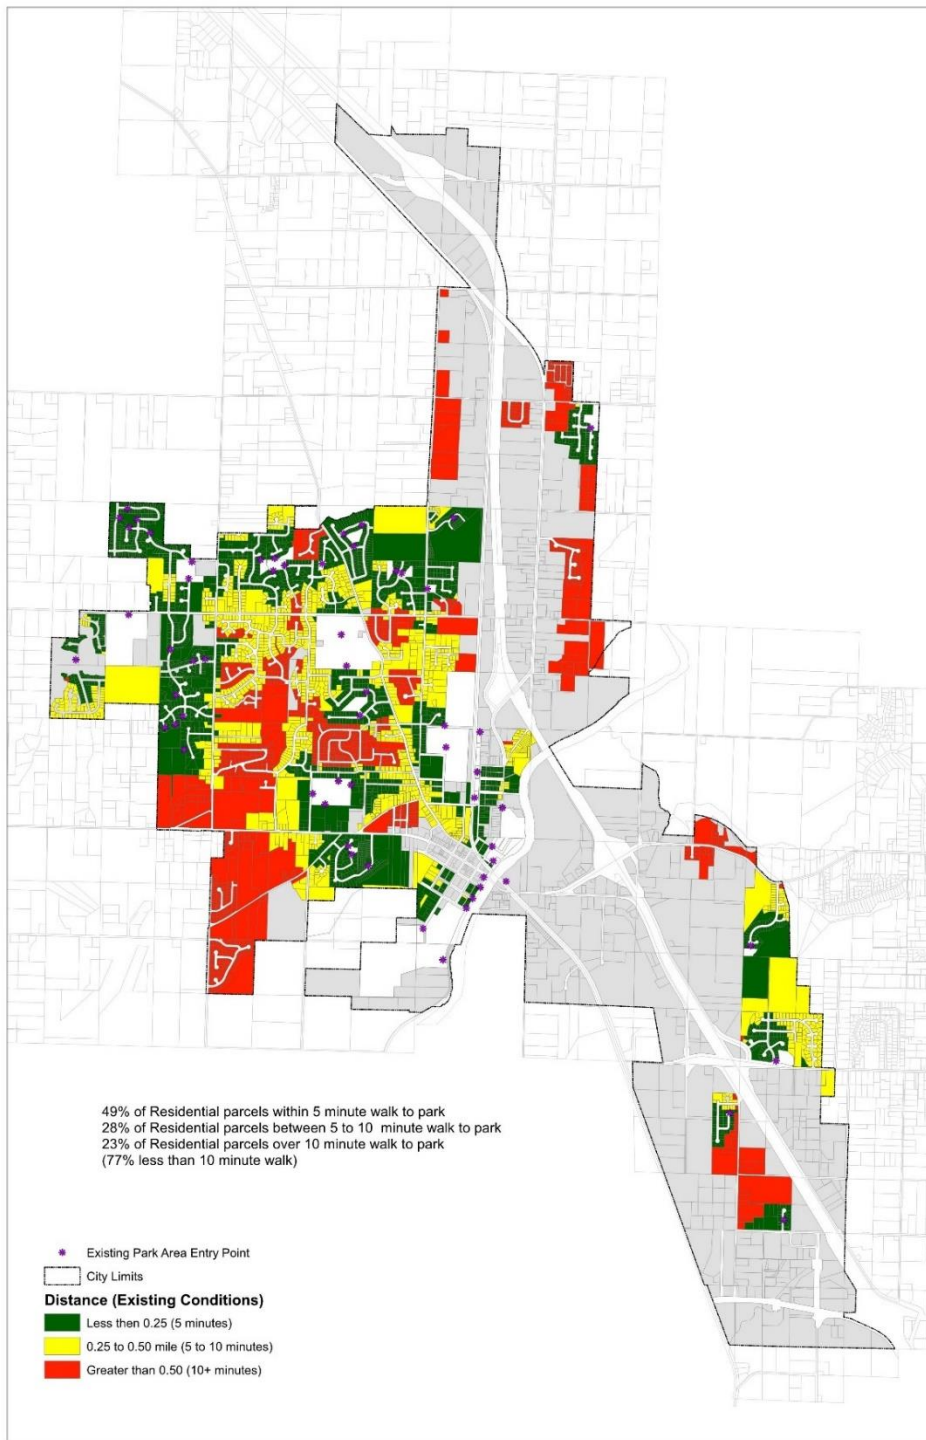 49% of Residential parcels within 5 minute walk to park
28% of Residential parcels between 5 to 10 minute walk to park
23% of Residential parcels over 10 minute walk to park
(77% less than 10 minute walk)
Existing Park Area Entry Point
City Limits
Distance (Existing Conditions)
Less then 0.25 (5 minutes)
0.25 to 0.50 mile (5 to 10 minutes)
Greater than 0.50 (10+ minutes)